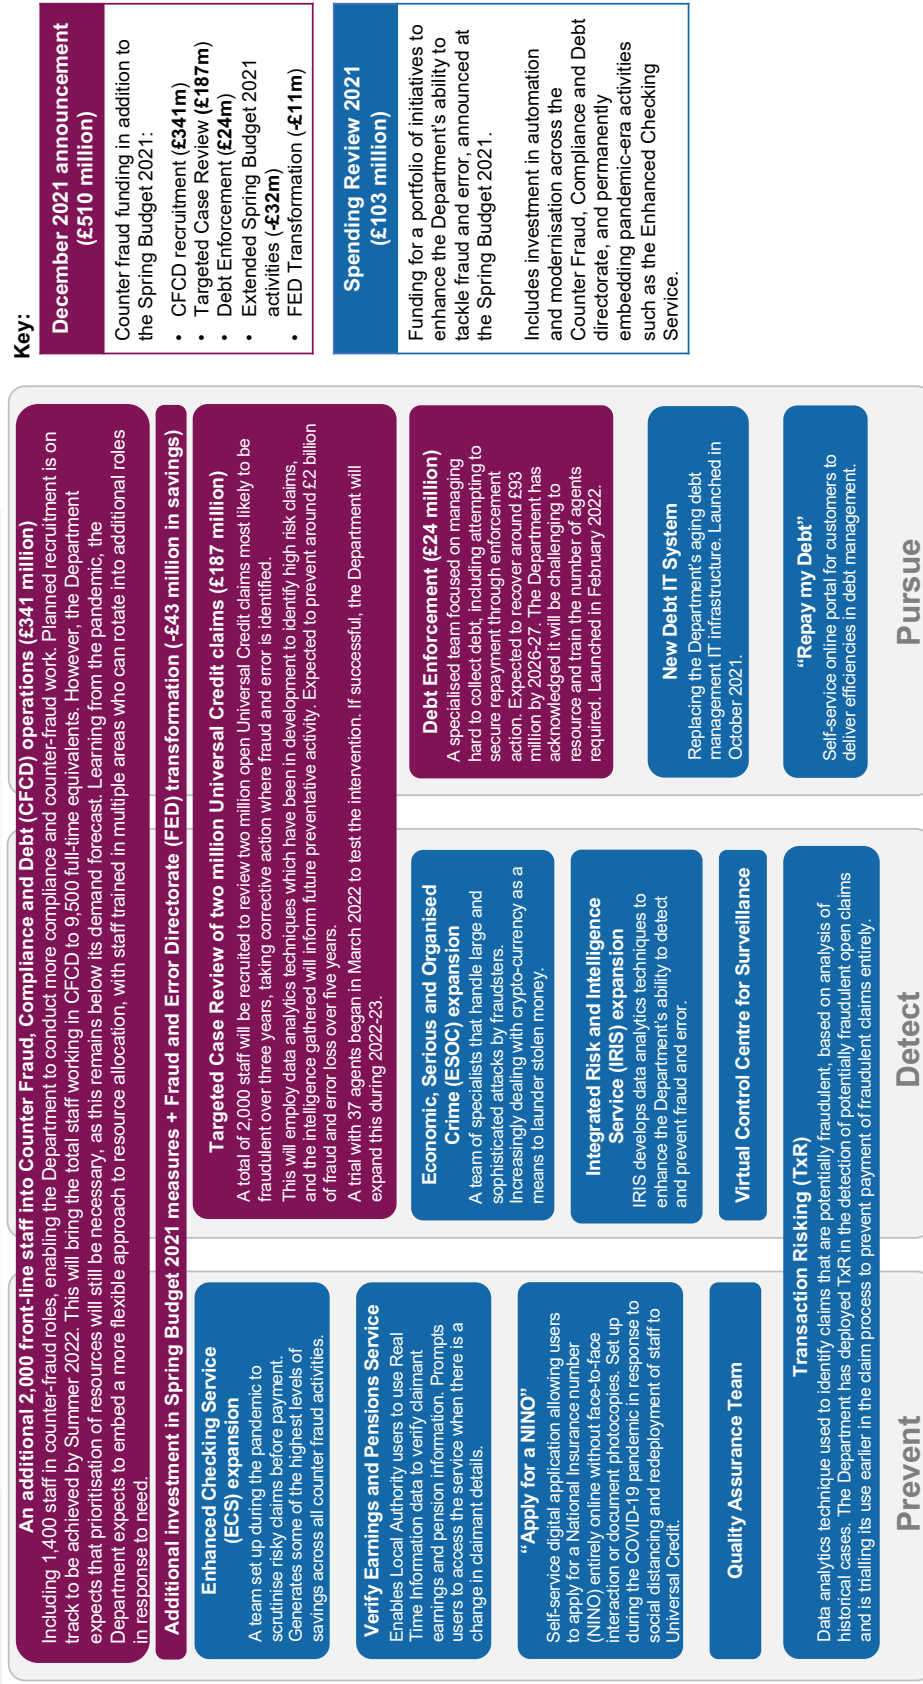 An additional 2,000 front-line staff into Counter Fraud, Compliance and Debt (CFCD) operations (£341 million)
Including 1,400 staff in counter-fraud roles, enabling the Department to conduct more compliance and counter-fraud work. Planned recruitment is on
track to be achieved by Summer 2022. This will bring the total staff working in CFCD to 9,500 full-time equivalents. However, the Department
expects that prioritisation of resources will still be necessary, as this remains below its demand forecast. Learning from the pandemic, the
Department expects to embed a more flexible approach to resource allocation, with staff trained in multiple areas who can rotate into additional roles
in response to need.
Additional investment in Spring Budget 2021 measures + Fraud and Error Directorate (FED) transformation (-£43 million in savings)
Enhanced Checking Service
(ECS) expansion
A team set up during the pandemic to
scrutinise risky claims before payment.
Generates some of the highest levels of
savings across all counter fraud activities.
Verify Earnings and Pensions Service
Enables Local Authority users to use Real
Time Information data to verify claimant
earnings and pension information. Prompts
users to access the service when there is a
change in claimant details.
“Apply for a NINO”
Self-service digital application allowing users
to apply for a National Insurance number
(NINO) entirely online without face-to-face
interaction or document photocopies. Set up
during the COVID-19 pandemic in response to
social distancing and redeployment of staff to
Universal Credit.
Quality Assurance Team
Targeted Case Review of two million Universal Credit claims (£187 million)
A total of 2,000 staff will be recruited to review two million open Universal Credit claims most likely to be
fraudulent over three years, taking corrective action where fraud and error is identified.
This will employ data analytics techniques which have been in development to identify high risk claims,
and the intelligence gathered will inform future preventative activity. Expected to prevent around £2 billion
of fraud and error loss over five years.
A trial with 37 agents began in March 2022 to test the intervention. If successful, the Department will
expand this during 2022-23.
Economic, Serious and Organised
Crime (ESOC) expansion
A team of specialists that handle large and
sophisticated attacks by fraudsters.
Increasingly dealing with crypto-currency as a
means to launder stolen money.
Integrated Risk and Intelligence
Service (IRIS) expansion
IRIS develops data analytics techniques to
enhance the Department’s ability to detect
and prevent fraud and error.
Virtual Control Centre for Surveillance
Debt Enforcement (£24 million)
A specialised team focused on managing
hard to collect debt, including attempting to
secure repayment through enforcement
action. Expected to recover around £93
million by 2026-27. The Department has
acknowledged it will be challenging to
resource and train the number of agents
required. Launched in February 2022.
New Debt IT System
Replacing the Department’s aging debt
management IT infrastructure. Launched in
October 2021.
“Repay my Debt”
Self-service online portal for customers to
deliver efficiencies in debt management.
Transaction Risking (TxR)
Data analytics technique used to identify claims that are potentially fraudulent, based on analysis of
historical cases. The Department has deployed TxR in the detection of potentially fraudulent open claims
and is trialling its use earlier in the claim process to prevent payment of fraudulent claims entirely.
Prevent
Detect
Pursue
Key:
December 2021 announcement
(£510 million)
Counter fraud funding in addition to
the Spring Budget 2021:
• CFCD recruitment (£341m)
• Targeted Case Review (£187m)
• Debt Enforcement (£24m)
• Extended Spring Budget 2021
activities (-£32m)
• FED Transformation (-£11m)
Spending Review 2021
(£103 million)
Funding for a portfolio of initiatives to
enhance the Department’s ability to
tackle fraud and error, announced at
the Spring Budget 2021.
Includes investment in automation
and modernisation across the
Counter Fraud, Compliance and Debt
directorate, and permanently
embedding pandemic-era activities
such as the Enhanced Checking
Service.